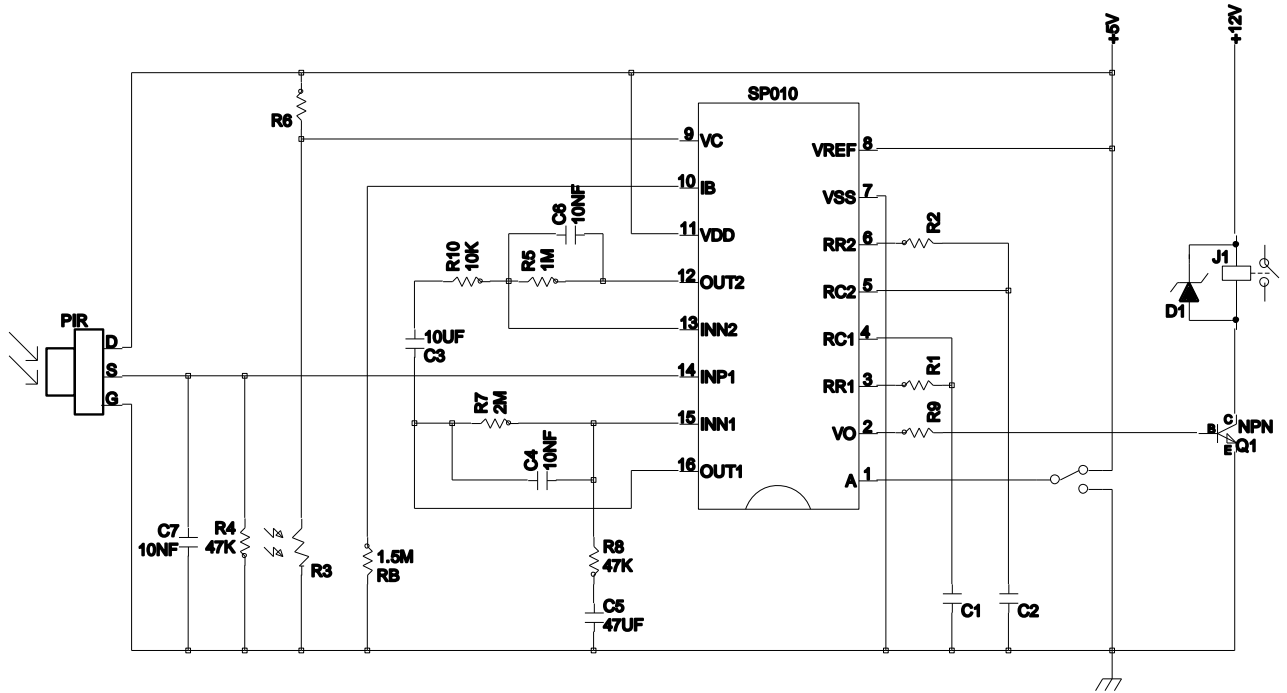 +5V
+12V
SP010
R6
9 VC
VREF 8
10 IB
VSS 7
C6
10NF
11 VDD
RR2 6
R2
R10
10K
R5
1M
12 OUT2
RC2 5
J1
D1
13 INN2
RC1 4
PIR
D
S
G
10UF
C3
14 INP1
RR1 3
R1
R7
2M
15 INN1
VO 2
R9
B
C
E
NPN
Q1
C4
10NF
16 OUT1
A 1
C7
10NF
R4
47K
R3
1.5M
RB
R8
47K
C5
47UF
C1
C2